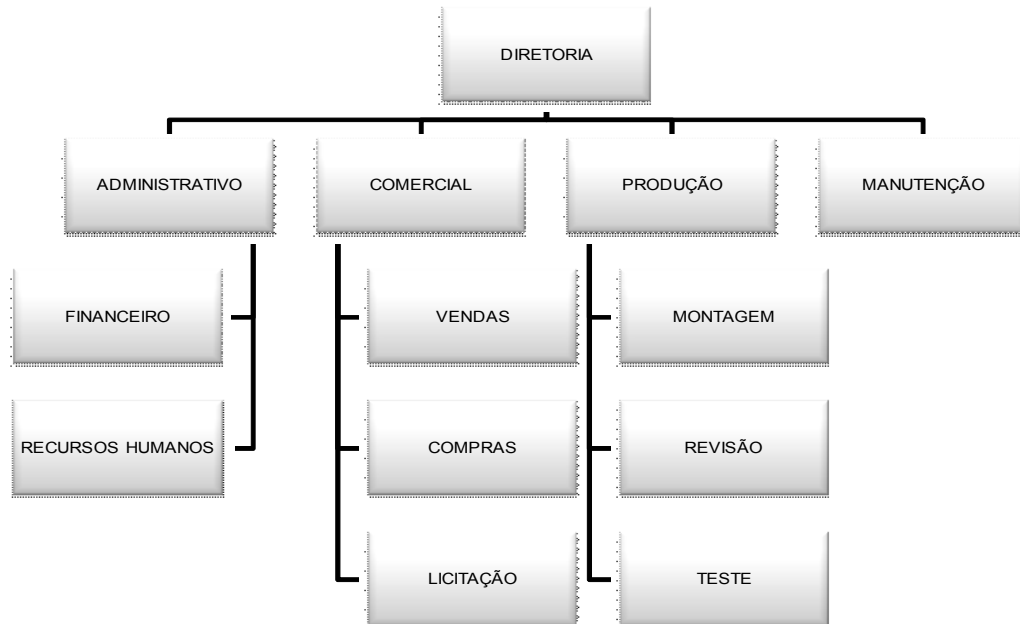 DIRETORIA
ADMINISTRATIVO
COMERCIAL
PRODUÇÃO
MANUTENÇÃO
FINANCEIRO
VENDAS
MONTAGEM
RECURSOS HUMANOS
COMPRAS
REVISÃO
LICITAÇÃO
TESTE